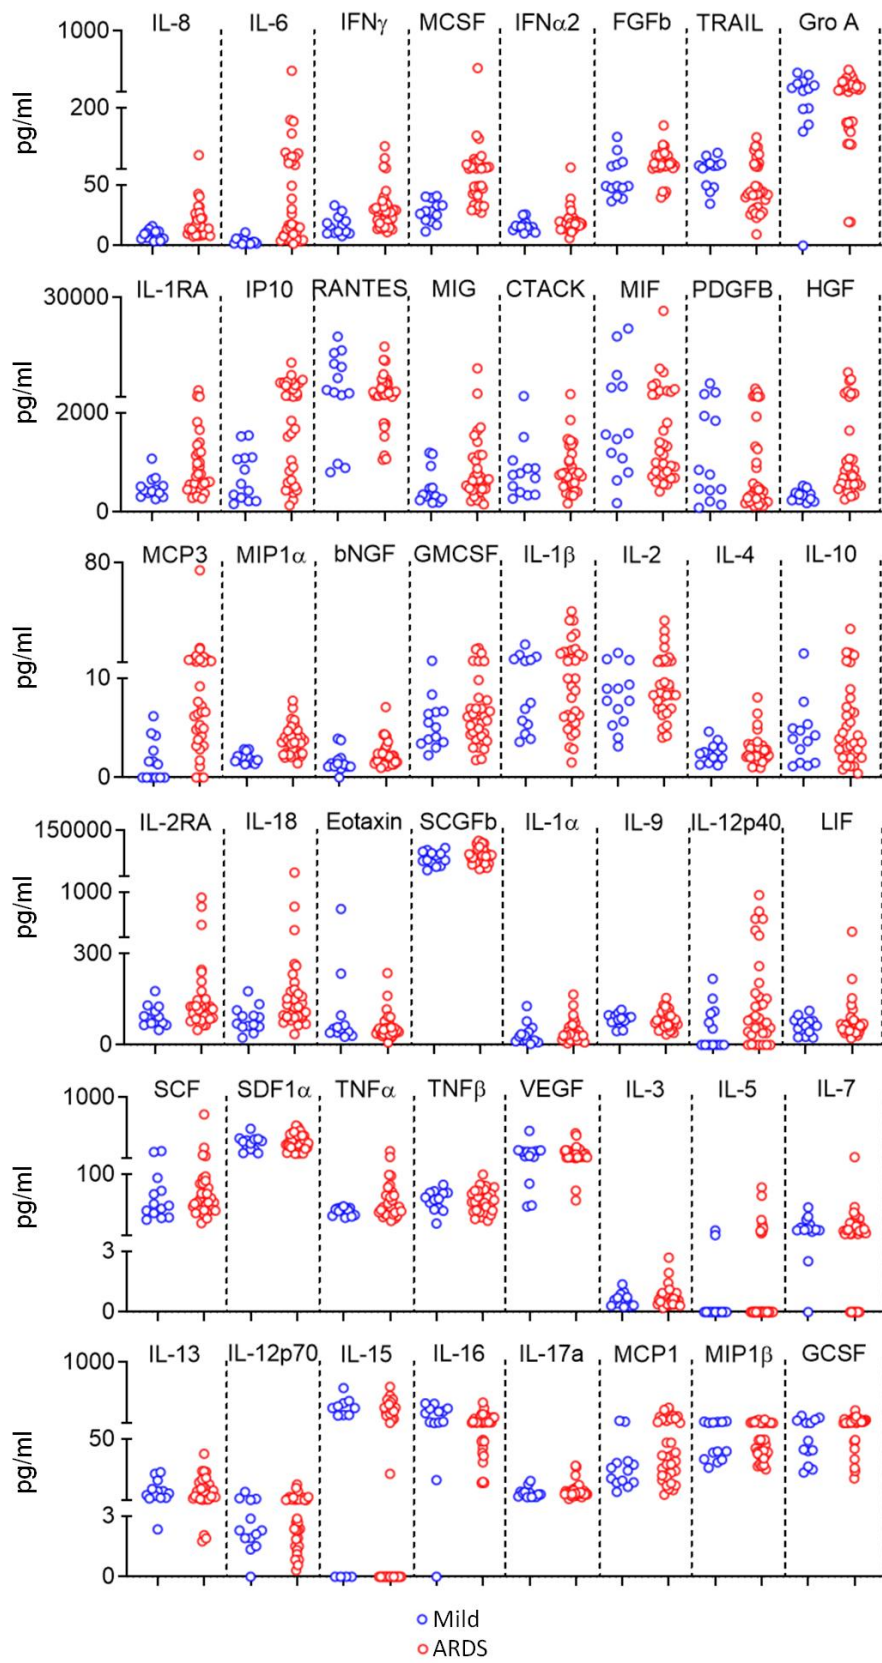 IL-8 IL-6 IFNγ MCSF IFNα2 FGFb TRAIL Gro A
1000
200
50
0
pg/ml
IL-1RA IP10 RANTES MIG CTACK MIF PDGFB HGF
30000
2000
0
pg/ml
MCP3 MIP1α bNGF GMCSF IL-1β IL-2 IL-4 IL-10
80
10
0
pg/ml
IL-2RA IL-18 Eotaxin SCGFb IL-1α IL-9 IL-12p40 LIF
150000
1000
300
0
pg/ml
SCF SDF1α TNFα TNFβ VEGF IL-3 IL-5 IL-7
1000
100
3
0
pg/ml
IL-13 IL-12p70 IL-15 IL-16 IL-17a MCP1 MIP1β GCSF
1000
50
3
0
pg/ml
Mild
ARDS